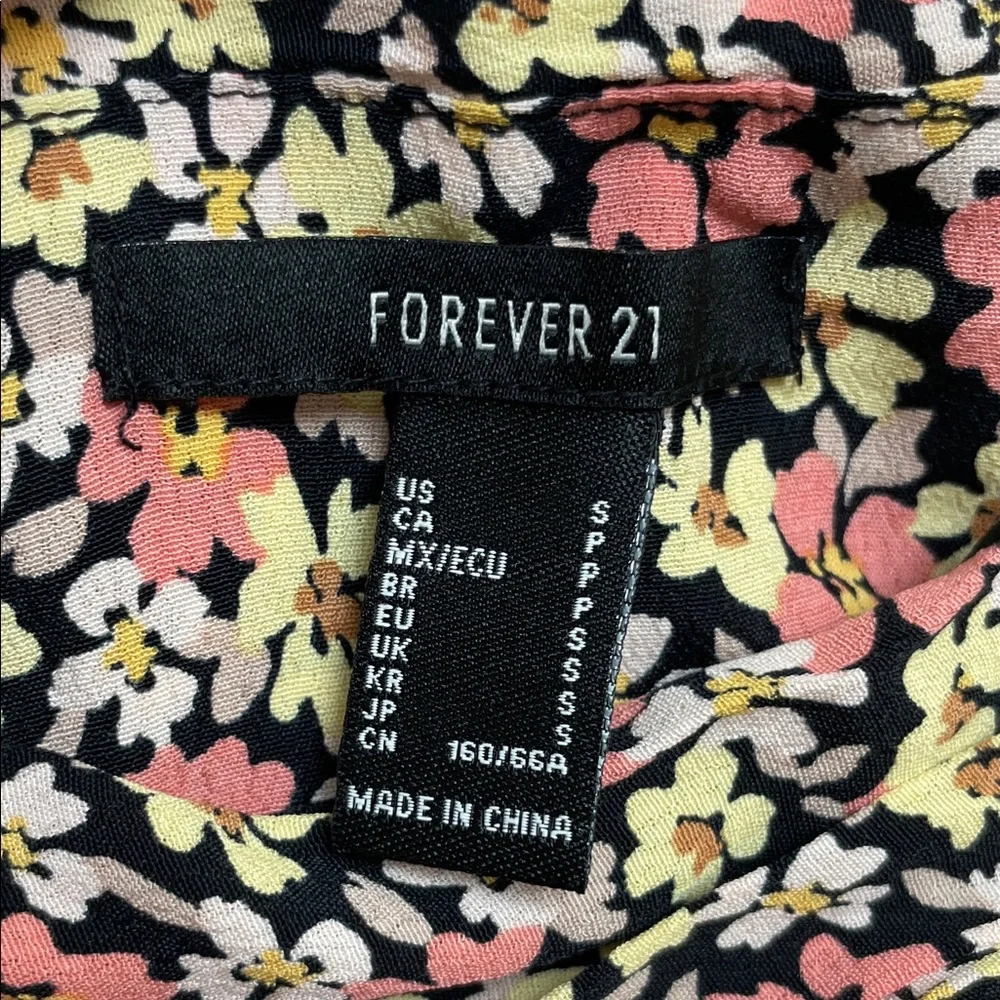 FOREVER 21
US S
CA P
MX/ECU P
BR P
EU S
UK S
KR S
JP S
CN 160/66A
MADE IN CHINA